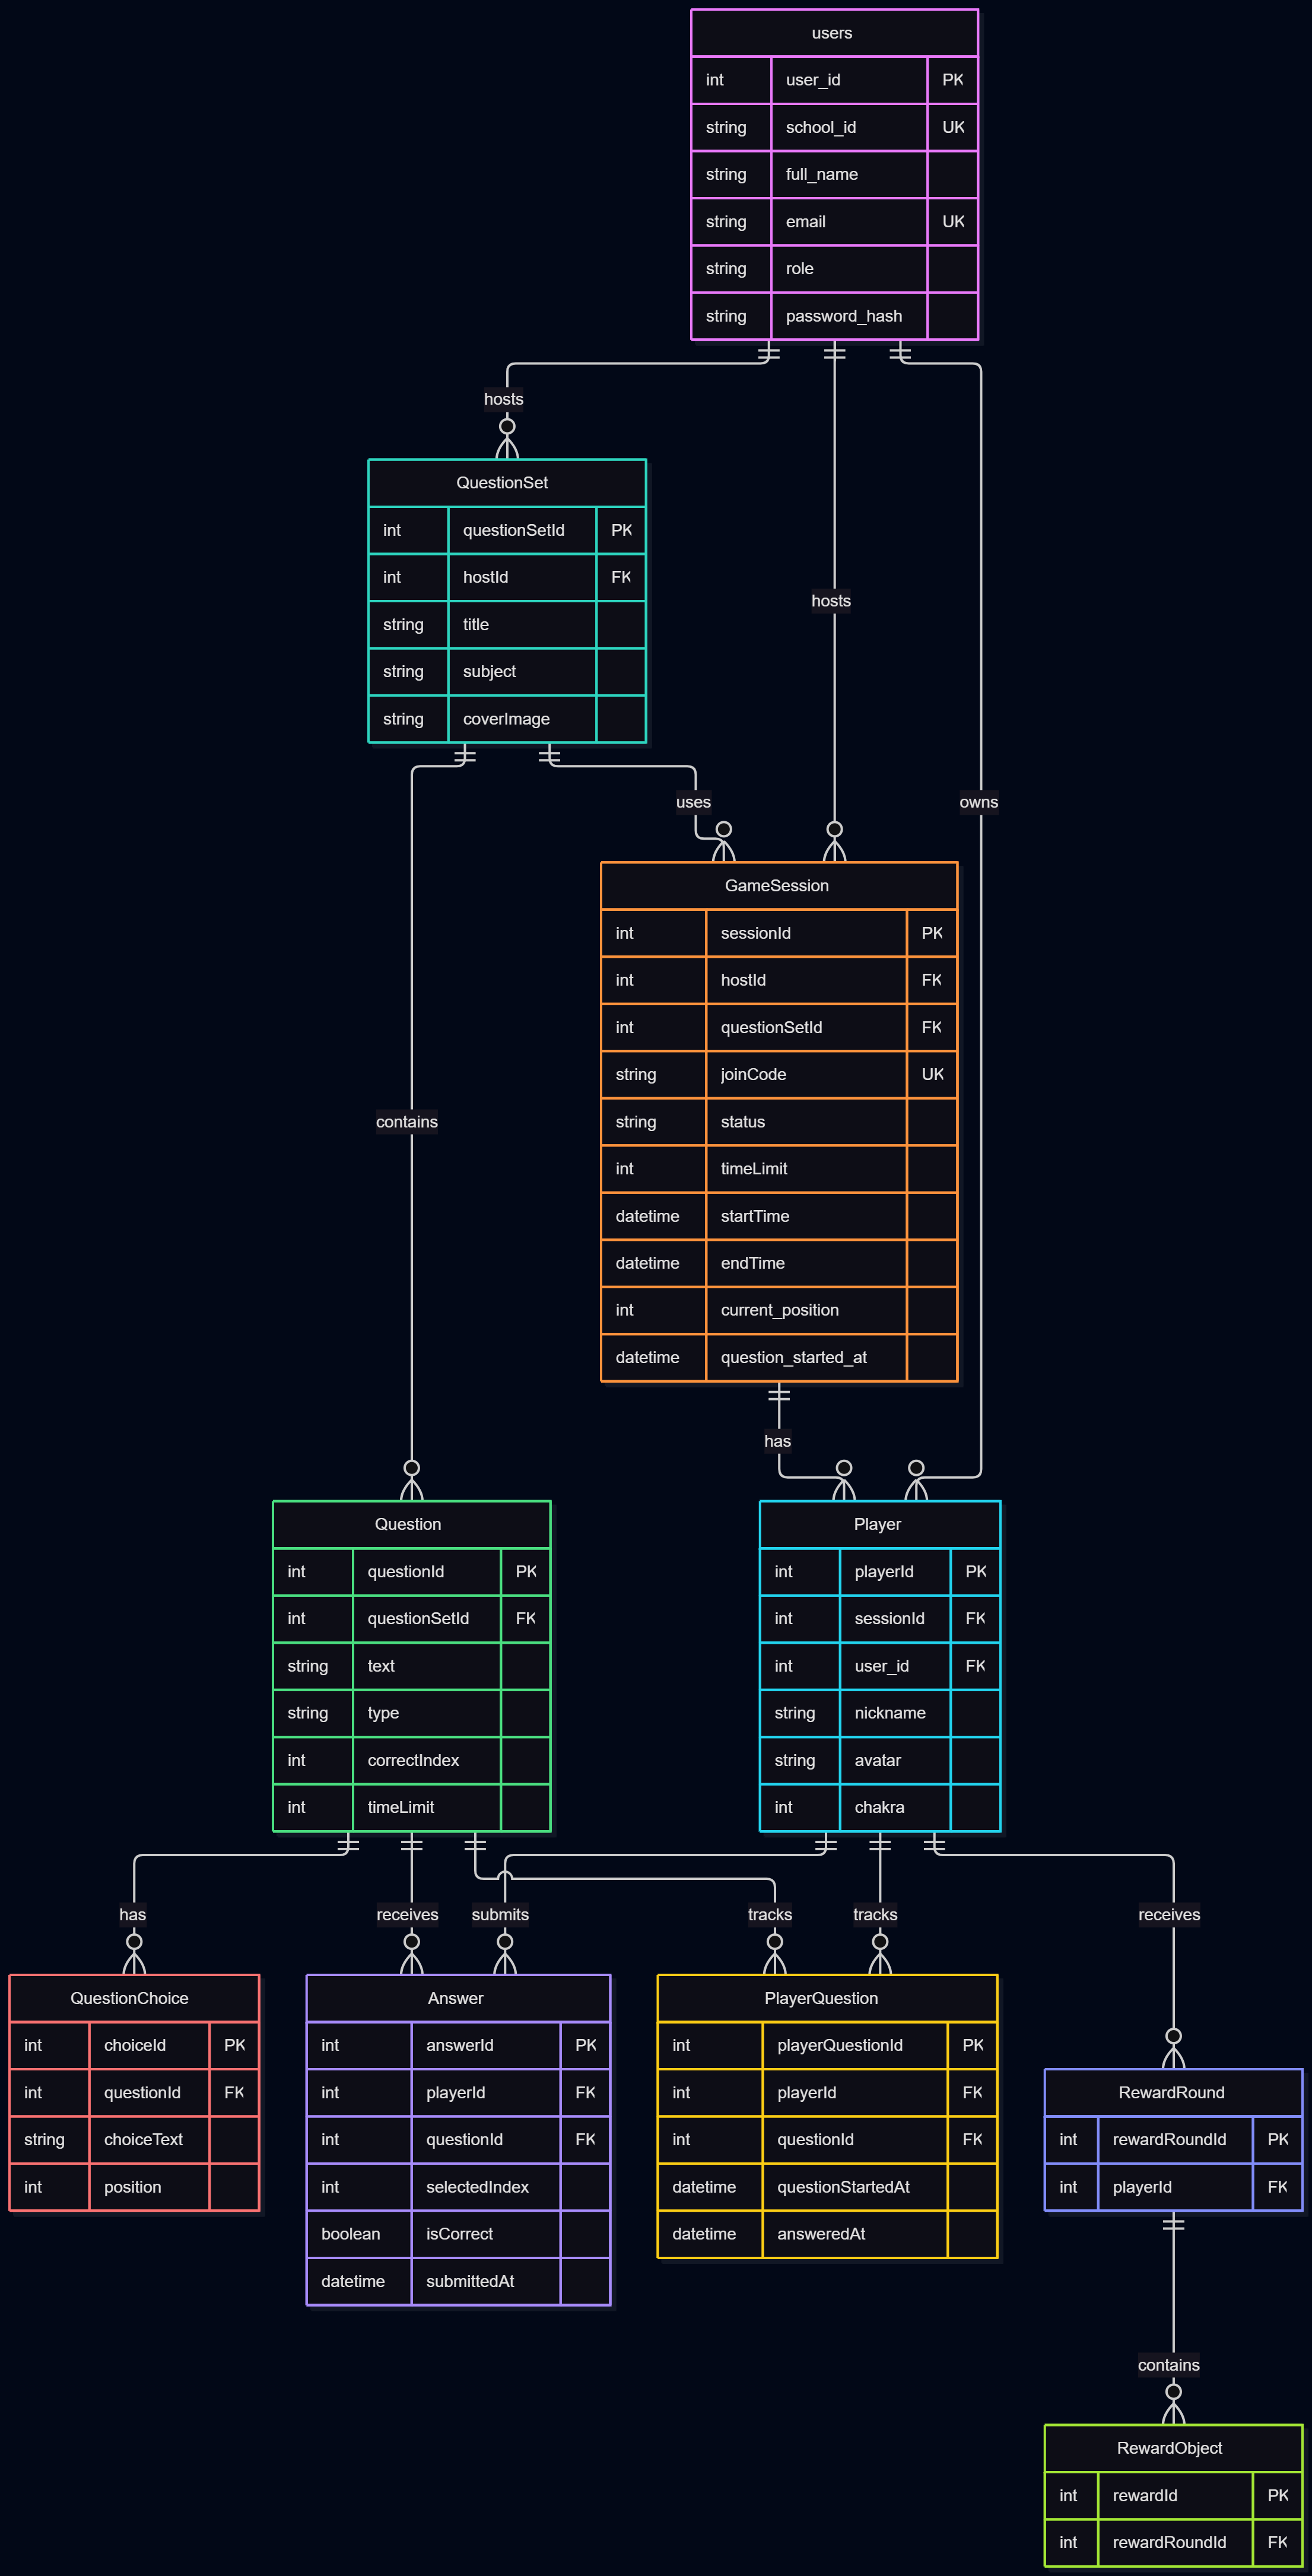 users
int user_id PK
string school_id UK
string full_name
string email UK
string role
string password_hash
hosts
QuestionSet
int questionSetId PK
int hostId FK
string title
string subject
string coverImage
hosts
uses
owns
GameSession
int sessionId PK
int hostId FK
int questionSetId FK
string joinCode UK
string status
int timeLimit
datetime startTime
datetime endTime
int current_position
datetime question_started_at
contains
has
Question
int questionId PK
int questionSetId FK
string text
string type
int correctIndex
int timeLimit
Player
int playerId PK
int sessionId FK
int user_id FK
string nickname
string avatar
int chakra
has
receives
submits
tracks
tracks
receives
QuestionChoice
int choiceId PK
int questionId FK
string choiceText
int position
Answer
int answerId PK
int playerId FK
int questionId FK
int selectedIndex
boolean isCorrect
datetime submittedAt
PlayerQuestion
int playerQuestionId PK
int playerId FK
int questionId FK
datetime questionStartedAt
datetime answeredAt
RewardRound
int rewardRoundId PK
int playerId FK
contains
RewardObject
int rewardId PK
int rewardRoundId FK